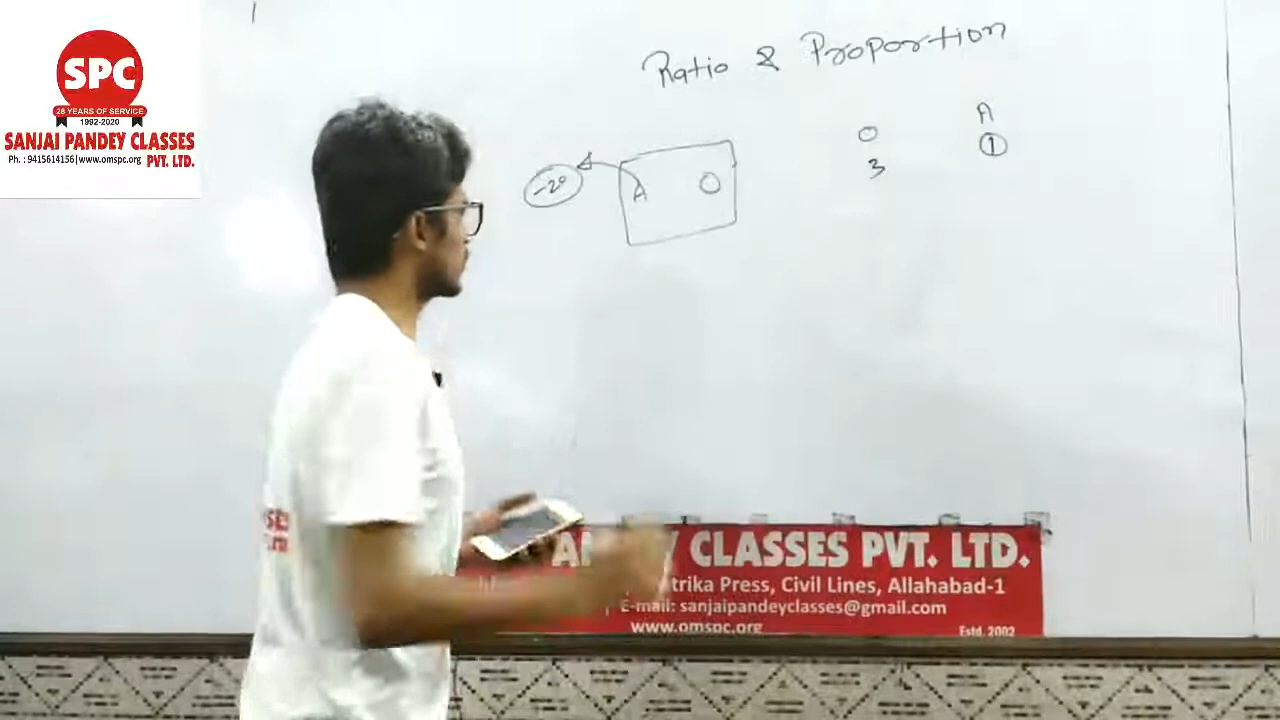 SPC
28 YEARS OF SERVICE
1992-2020
SANJAI PANDEY CLASSES
Ph. : 9415614156|www.omspc.org PVT. LTD.
Ratio & Proportion
O A
3 1
-20
A O
CLASSES PVT. LTD.
trika Press, Civil Lines, Allahabad-1
E-mail: sanjaipandeyclasses@gmail.com
www.omspc.org Estd. 2002